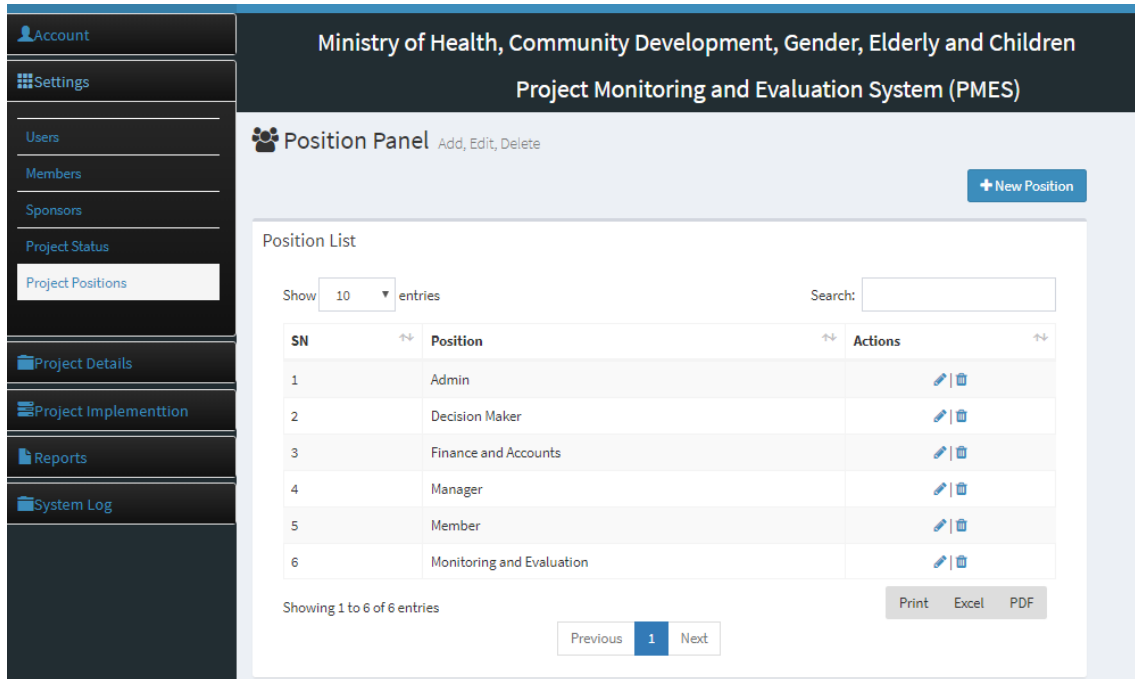 Account
Settings
Users
Members
Sponsors
Project Status
Project Positions
Project Details
Project Implementtion
Reports
System Log
Ministry of Health, Community Development, Gender, Elderly and Children
Project Monitoring and Evaluation System (PMES)
Position Panel Add, Edit, Delete
New Position
Position List
Show 10 entries Search:
SN Position Actions
1 Admin
2 Decision Maker
3 Finance and Accounts
4 Manager
5 Member
6 Monitoring and Evaluation
Showing 1 to 6 of 6 entries
Print Excel PDF
Previous 1 Next